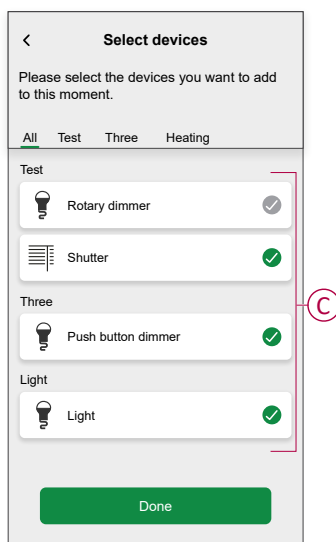 Select devices
Please select the devices you want to add
to this moment.
All Test Three Heating
Test
Rotary dimmer
Shutter
C
Three
Push button dimmer
Light
Light
Done